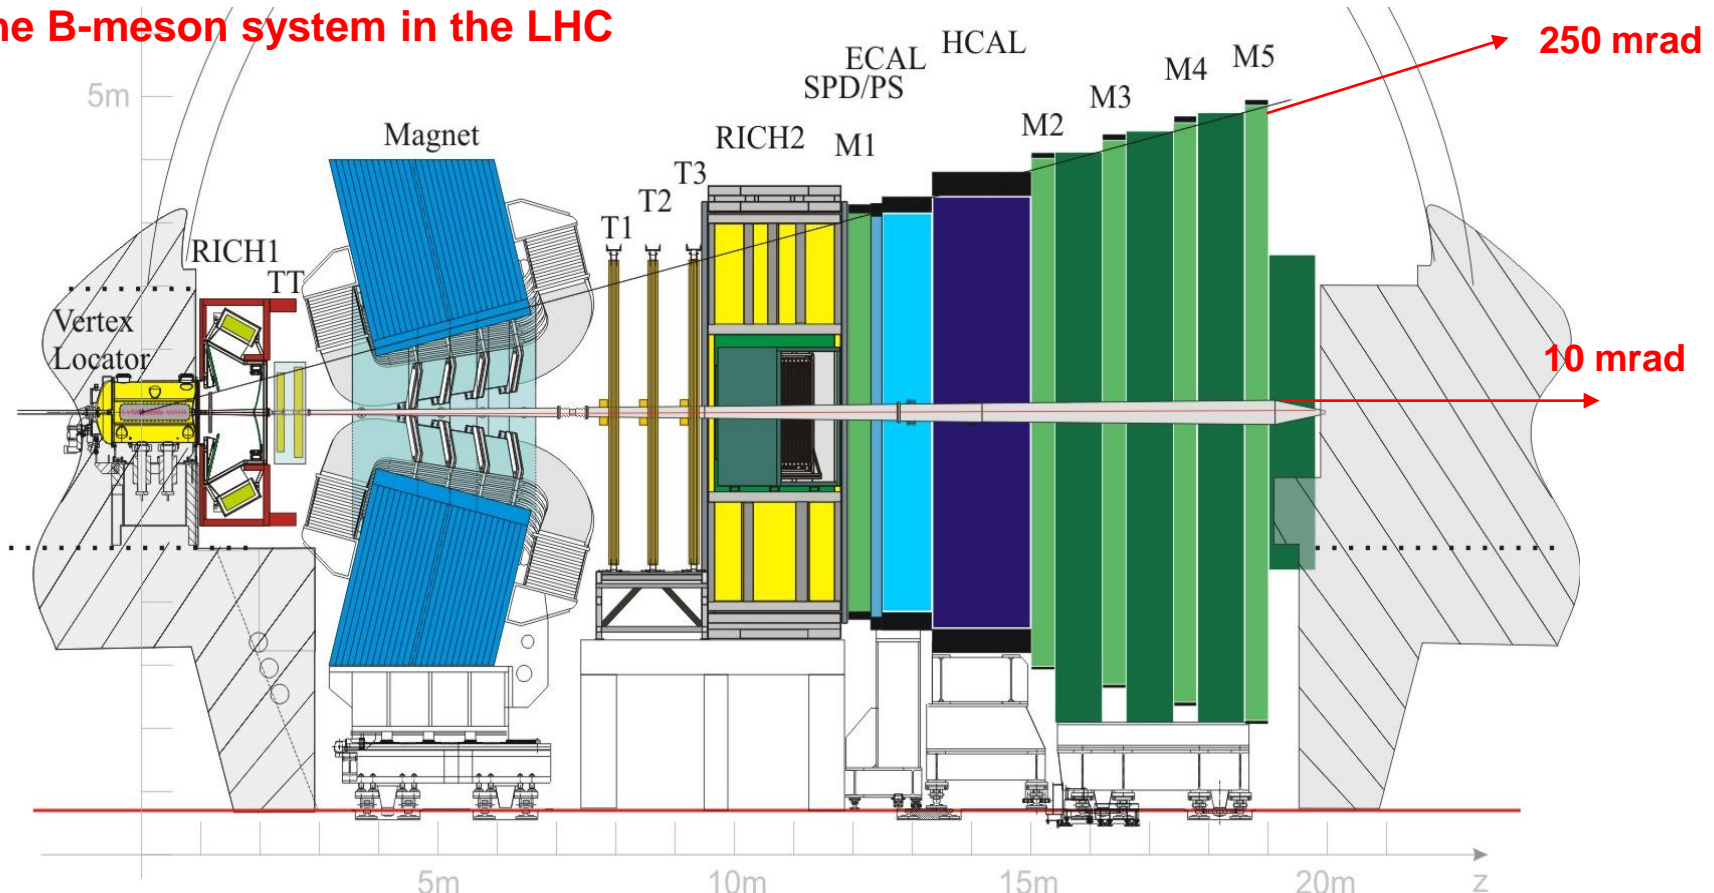 ne B-meson system in the LHC
250 mrad
HCAL
ECAL
SPD/PS
M5
M4
M3
M2
5m
Magnet
RICH2
M1
T3
T2
T1
RICH1
TT
Vertex
Locator
10 mrad
5m
10m
15m
20m
z